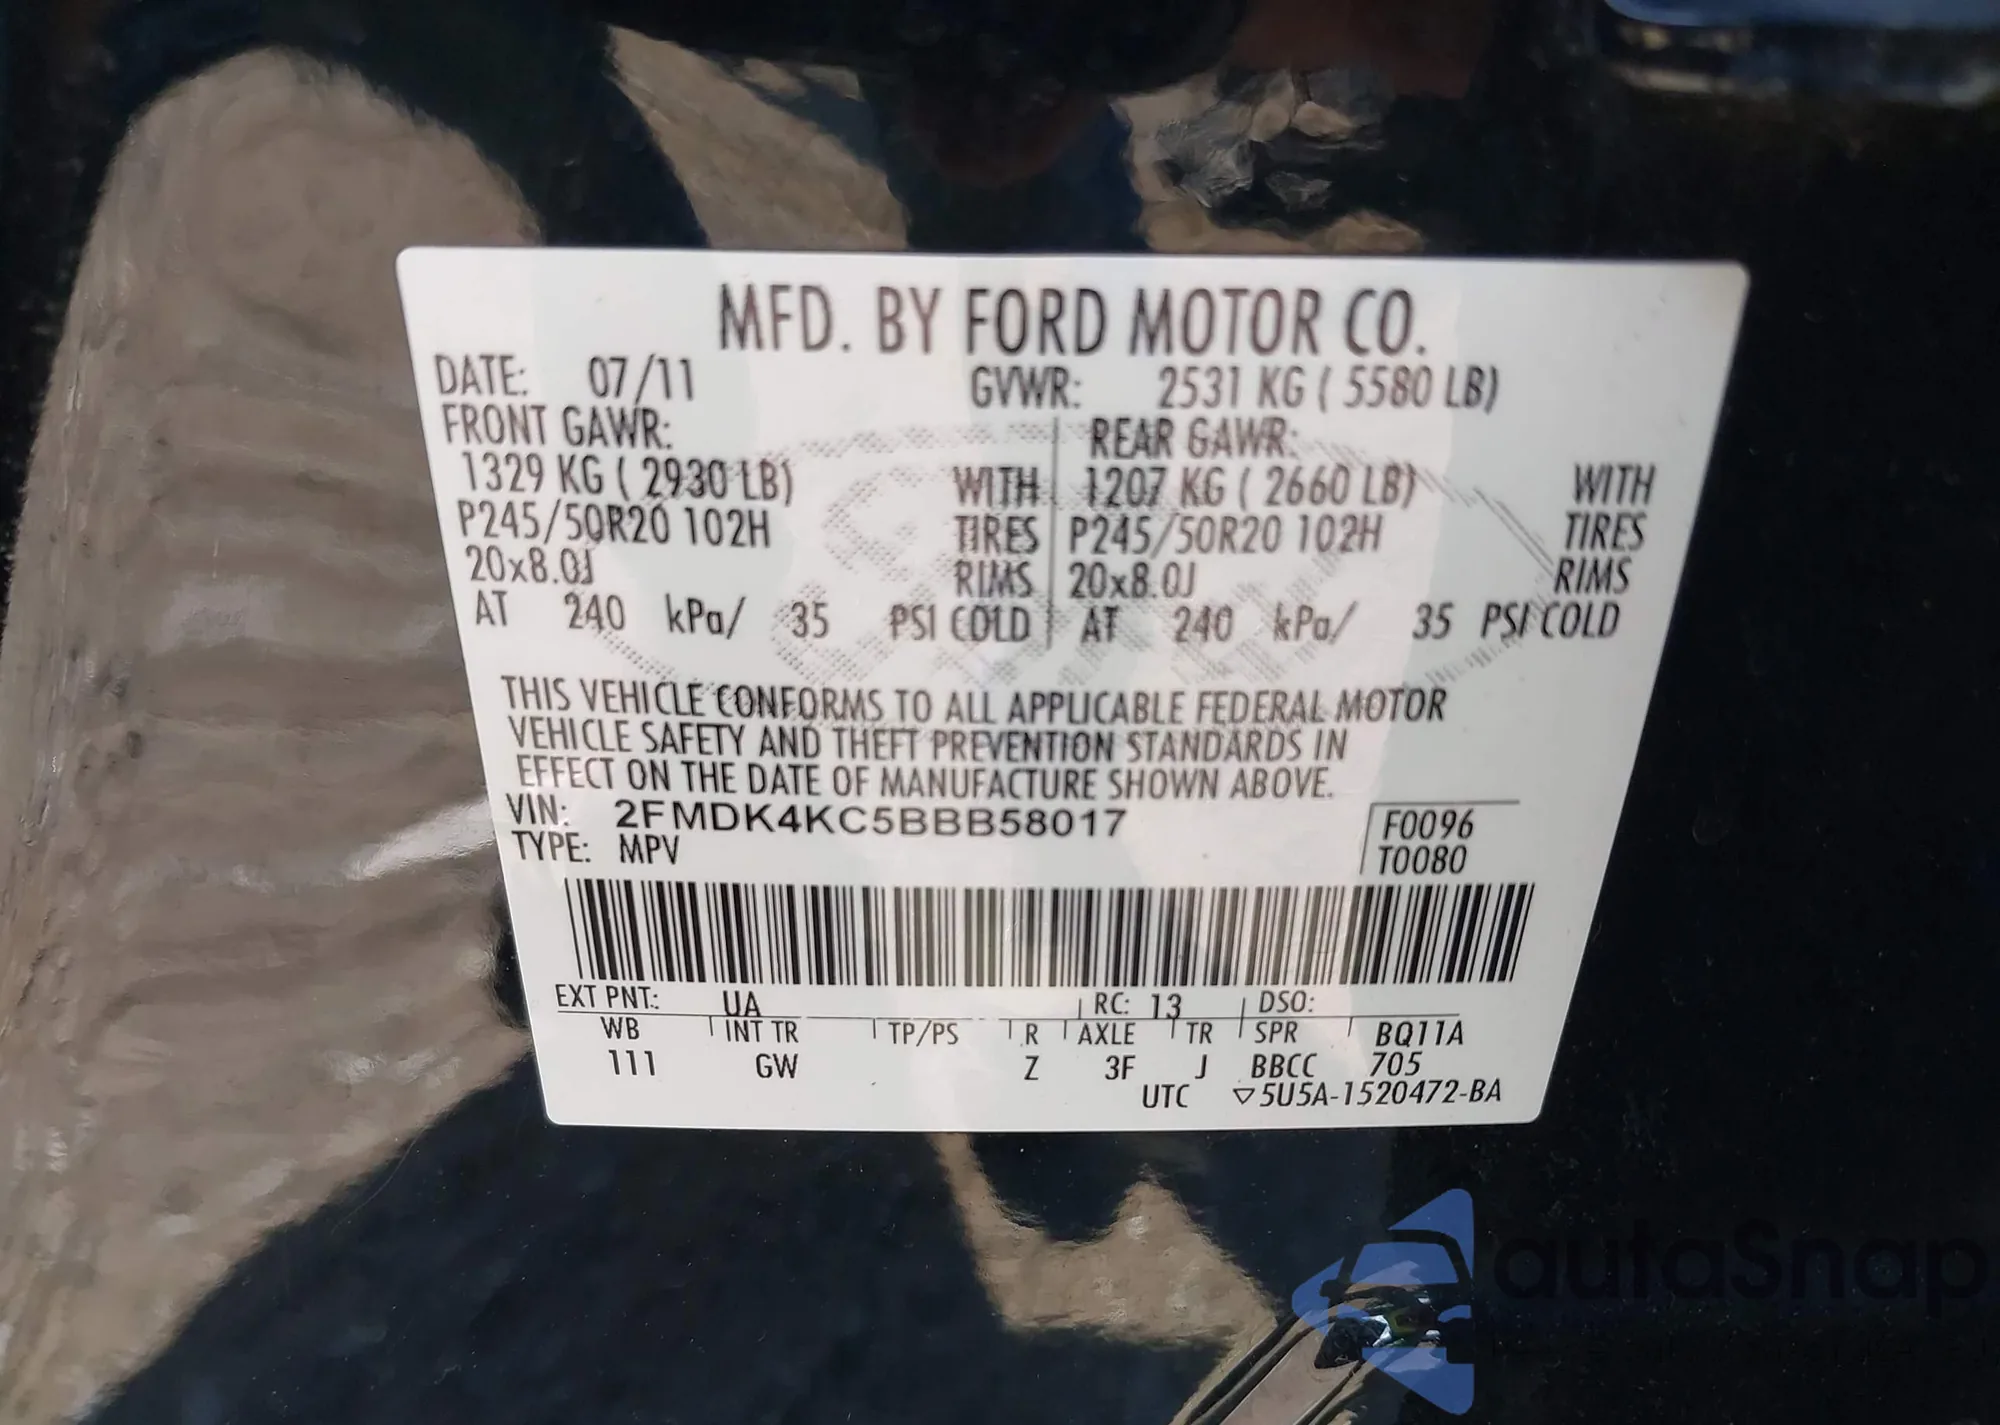 MFD. BY FORD MOTOR CO.
DATE: 07/11 GVWR: 2531 KG ( 5580 LB)
FRONT GAWR: REAR GAWR:
1329 KG ( 2930 LB) WITH 1207 KG ( 2660 LB) WITH
P245/50R20 102H TIRES P245/50R20 102H TIRES
20x8.0J RIMS 20x8.0J RIMS
AT 240 kPa/ 35 PSI COLD AT 240 kPa/ 35 PSI COLD
THIS VEHICLE CONFORMS TO ALL APPLICABLE FEDERAL MOTOR
VEHICLE SAFETY AND THEFT PREVENTION STANDARDS IN
EFFECT ON THE DATE OF MANUFACTURE SHOWN ABOVE.
VIN: 2FMDK4KC5BBB58017 F0096
TYPE: MPV T0080
EXT PNT: UA RC: 13 DSO:
WB INT TR TP/PS R AXLE TR SPR BQ11A
111 GW Z 3F J BBCC 705
UTC ▽5U5A-1520472-BA
autaSnap